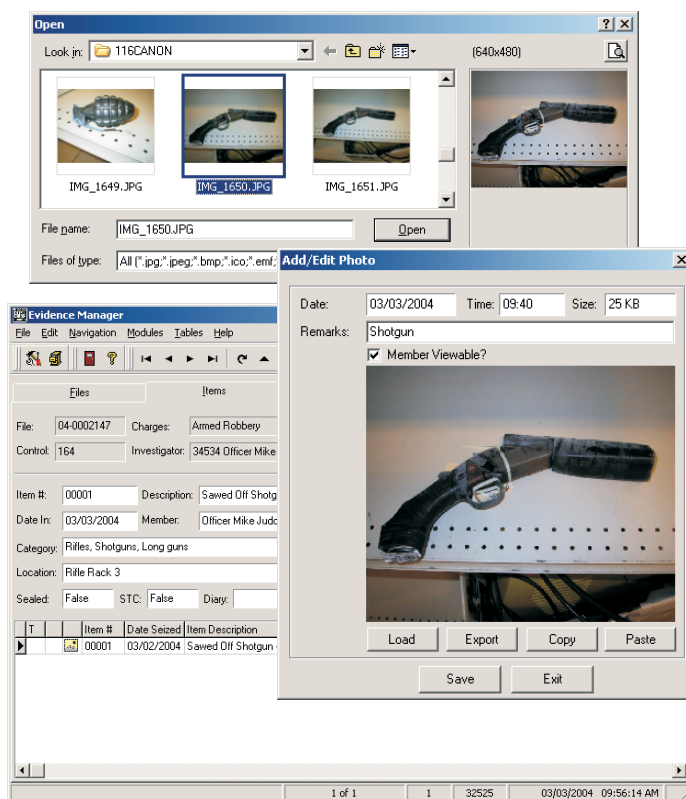 Open
Look in: 116CANON (640x480)
IMG_1649.JPG IMG_1650.JPG IMG_1651.JPG
File name: IMG_1650.JPG Open
Files of type: All (*.jpg;*.jpeg;*.bmp;*.ico;*.emf;
Add/Edit Photo
Date: 03/03/2004 Time: 09:40 Size: 25 KB
Remarks: Shotgun
Member Viewable?
Load Export Copy Paste
Save Exit
Evidence Manager
File Edit Navigation Modules Tables Help
Files Items
File: 04-0002147 Charges: Armed Robbery
Control: 164 Investigator: 34534 Officer Mike
Item #: 00001 Description: Sawed Off Shotg
Date In: 03/03/2004 Member: Officer Mike Judd
Category: Rifles, Shotguns, Long guns
Location: Rifle Rack 3
Sealed: False STC: False Diary:
T Item # Date Seized Item Description
00001 03/02/2004 Sawed Off Shotgun
1 of 1 1 32525 03/03/2004 09:56:14 AM